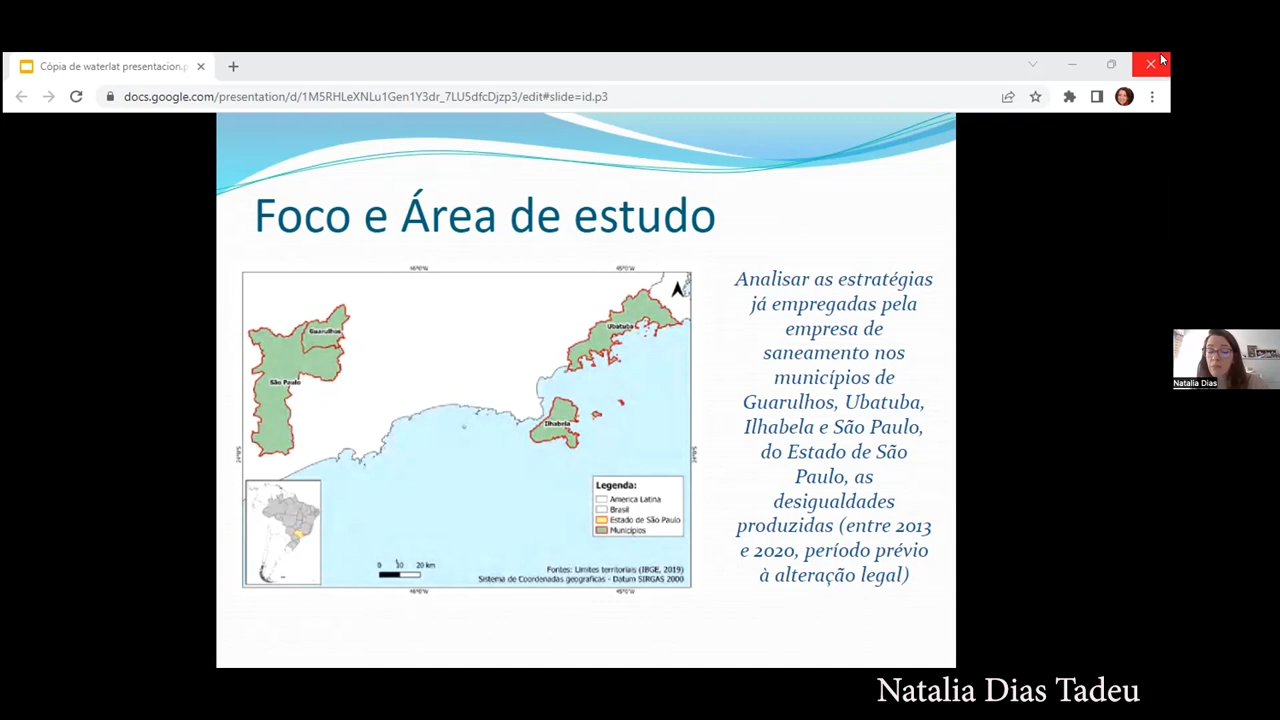 Cópia de waterlat presentacion.p
docs.google.com/presentation/d/1M5RHLeXNLu1Gen1Y3dr_7LU5dfcDjzp3/edit#slide=id.p3
Foco e Área de estudo
Guarulhos
São Paulo
Ubatuba
Ilhabela
Legenda:
America Latina
Brasil
Estado de São Paulo
Municípios
0 10 20 km
Fontes: Limites territoriais (IBGE, 2019)
Sistema de Coordenadas geograficas - Datum SIRGAS 2000
Analisar as estratégias
já empregadas pela
empresa de
saneamento nos
municípios de
Guarulhos, Ubatuba,
Ilhabela e São Paulo,
do Estado de São
Paulo, as
desigualdades
produzidas (entre 2013
e 2020, período prévio
à alteração legal)
Natalia Dias
Natalia Dias Tadeu